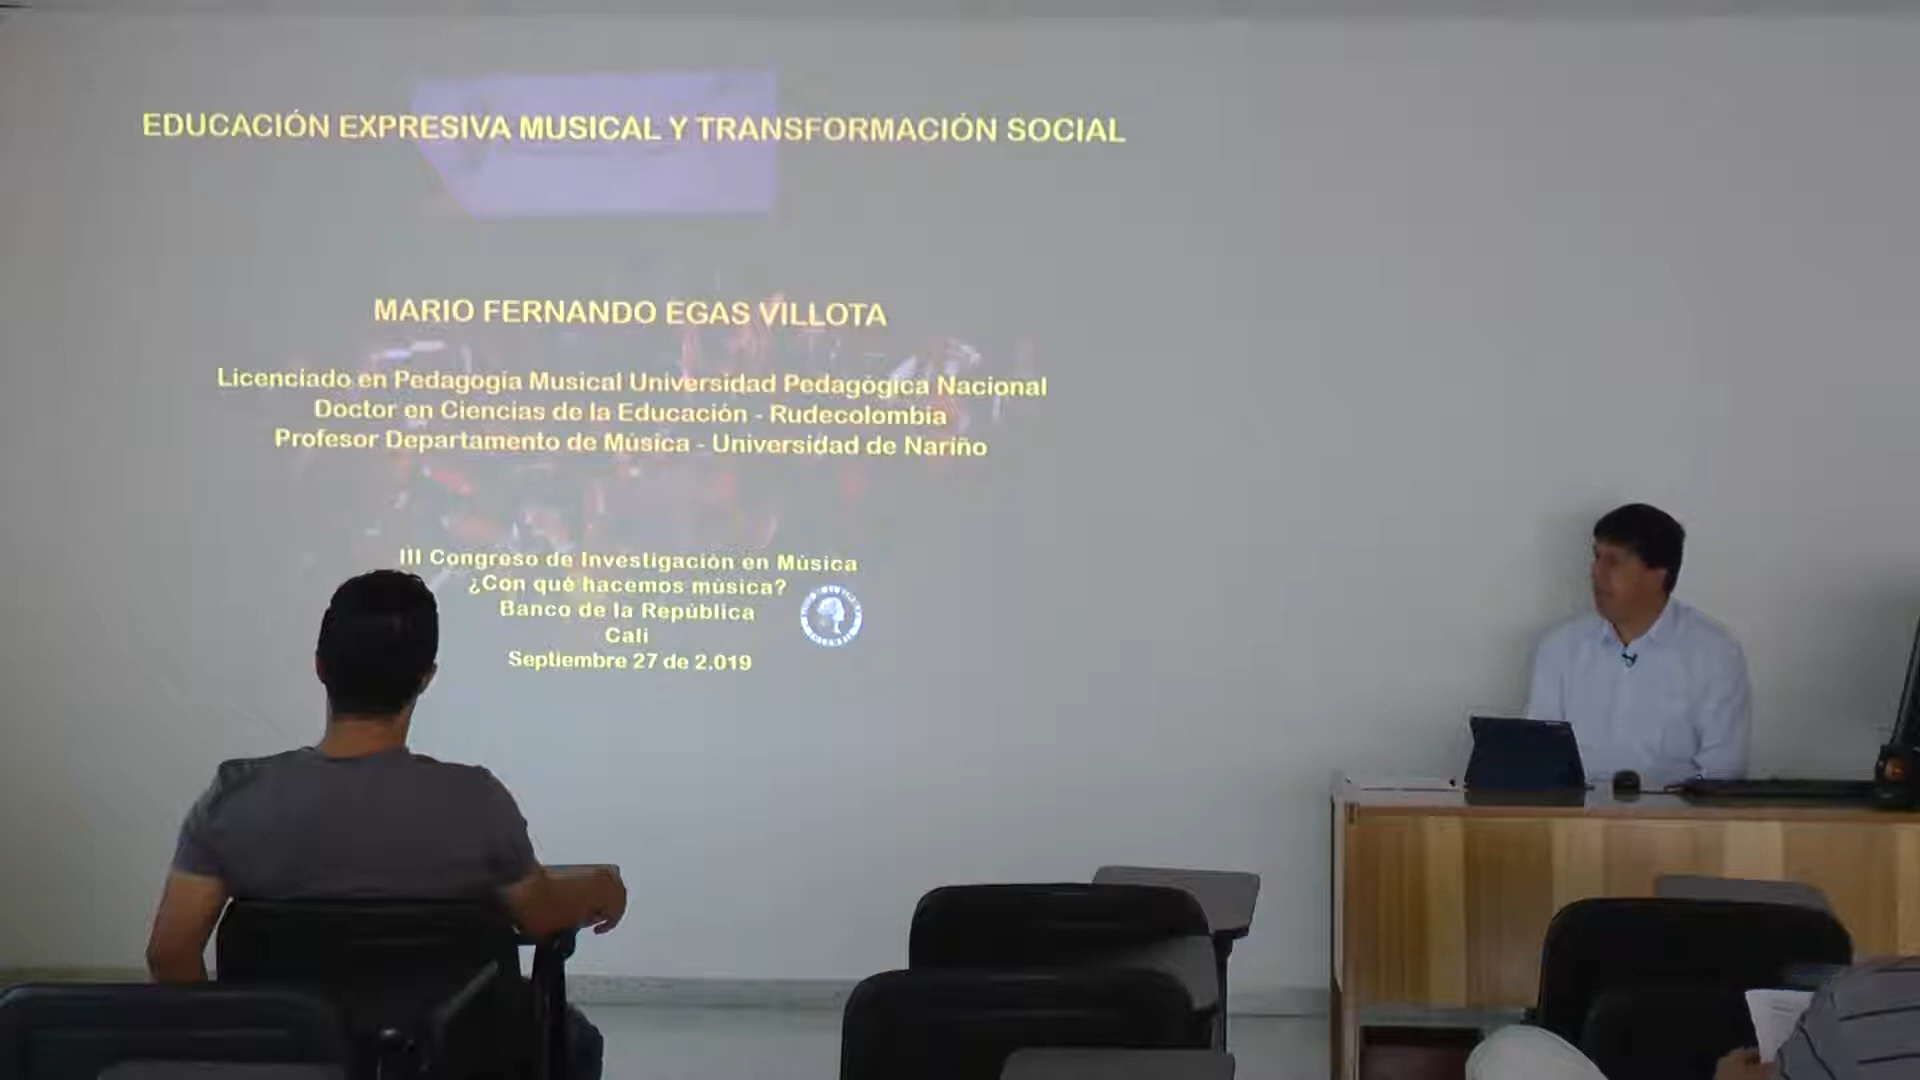 EDUCACIÓN EXPRESIVA MUSICAL Y TRANSFORMACIÓN SOCIAL
MARIO FERNANDO EGAS VILLOTA
Licenciado en Pedagogía Musical Universidad Pedagógica Nacional
Doctor en Ciencias de la Educación - Rudecolombia
Profesor Departamento de Música - Universidad de Nariño
III Congreso de Investigación en Música
¿Con qué hacemos música?
Banco de la República
Cali
Septiembre 27 de 2.019